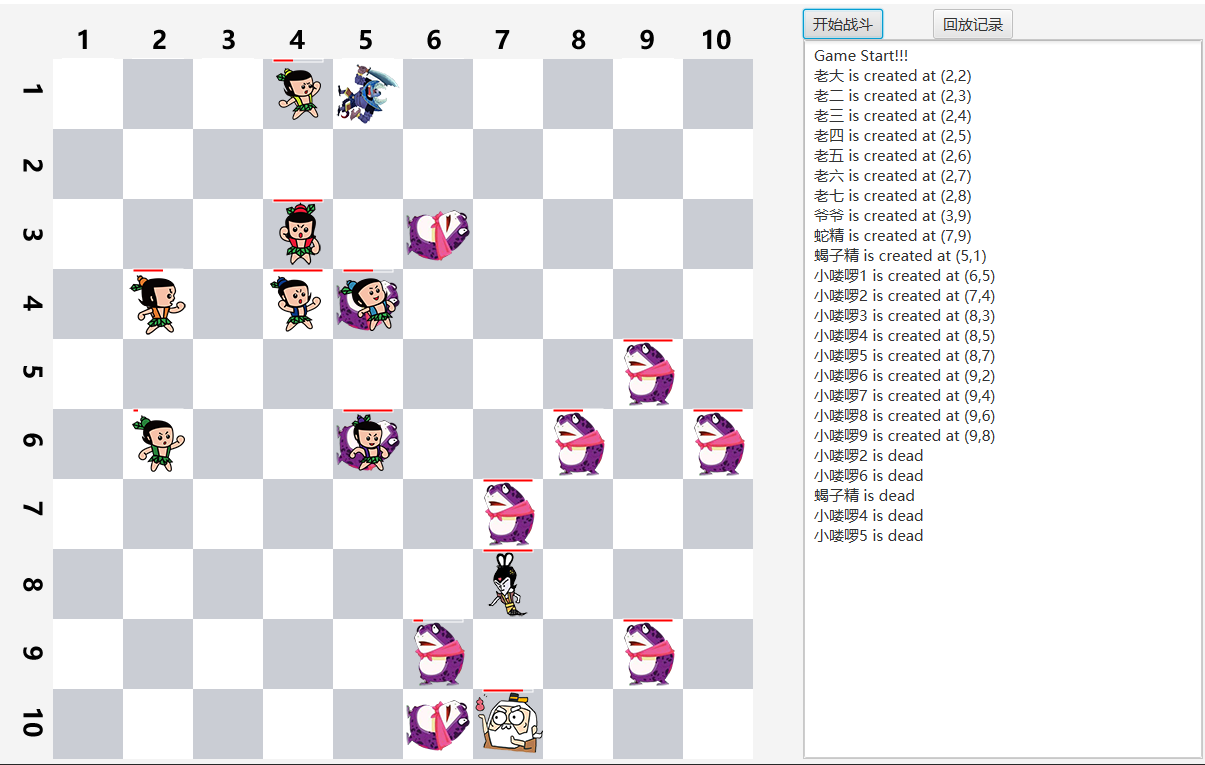 开始战斗 回放记录
1 2 3 4 5 6 7 8 9 10
1
2
3
4
5
6
7
8
9
10
Game Start!!!
老大 is created at (2,2)
老二 is created at (2,3)
老三 is created at (2,4)
老四 is created at (2,5)
老五 is created at (2,6)
老六 is created at (2,7)
老七 is created at (2,8)
爷爷 is created at (3,9)
蛇精 is created at (7,9)
蝎子精 is created at (5,1)
小喽啰1 is created at (6,5)
小喽啰2 is created at (7,4)
小喽啰3 is created at (8,3)
小喽啰4 is created at (8,5)
小喽啰5 is created at (8,7)
小喽啰6 is created at (9,2)
小喽啰7 is created at (9,4)
小喽啰8 is created at (9,6)
小喽啰9 is created at (9,8)
小喽啰2 is dead
小喽啰6 is dead
蝎子精 is dead
小喽啰4 is dead
小喽啰5 is dead